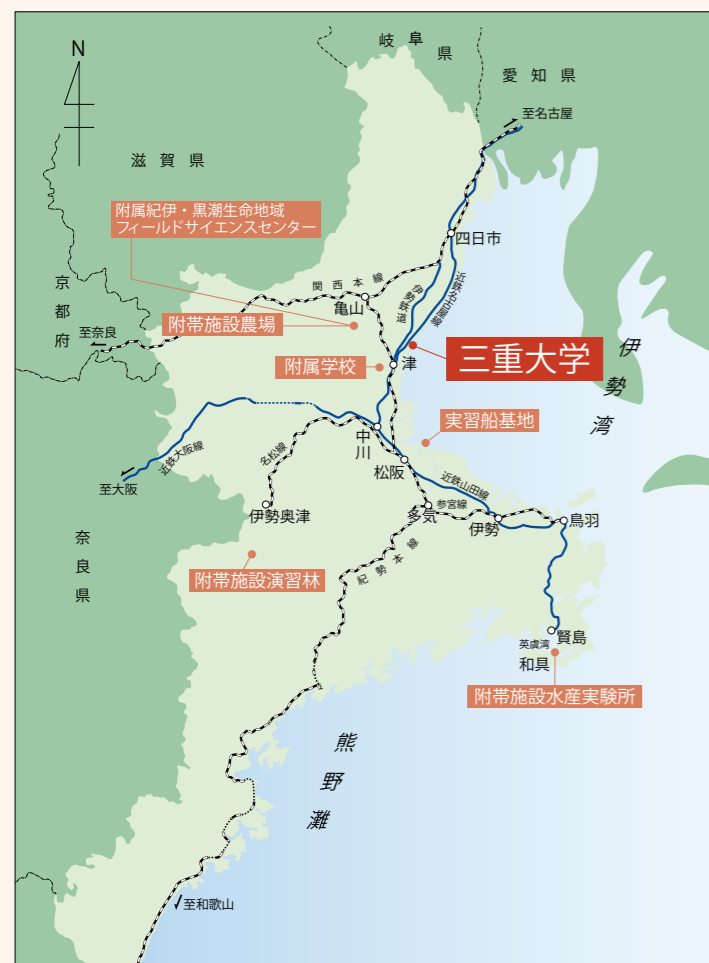 岐阜県
N
愛知県
至名古屋
滋賀県
附属紀伊・黒潮生命地域
フィールドサイエンスセンター
四日市
京都府
関西本線
伊勢鉄道
近鉄名古屋線
亀山
附帯施設農場
至奈良
三重大学
伊勢湾
附属学校
津
実習船基地
中川
松阪
名松線
近鉄大阪線
至大阪
近鉄山田線
参宮線
伊勢奥津
多気
伊勢
鳥羽
奈良県
紀勢本線
附帯施設演習林
賢島
英虞湾
和具
附帯施設水産実験所
熊野灘
至和歌山